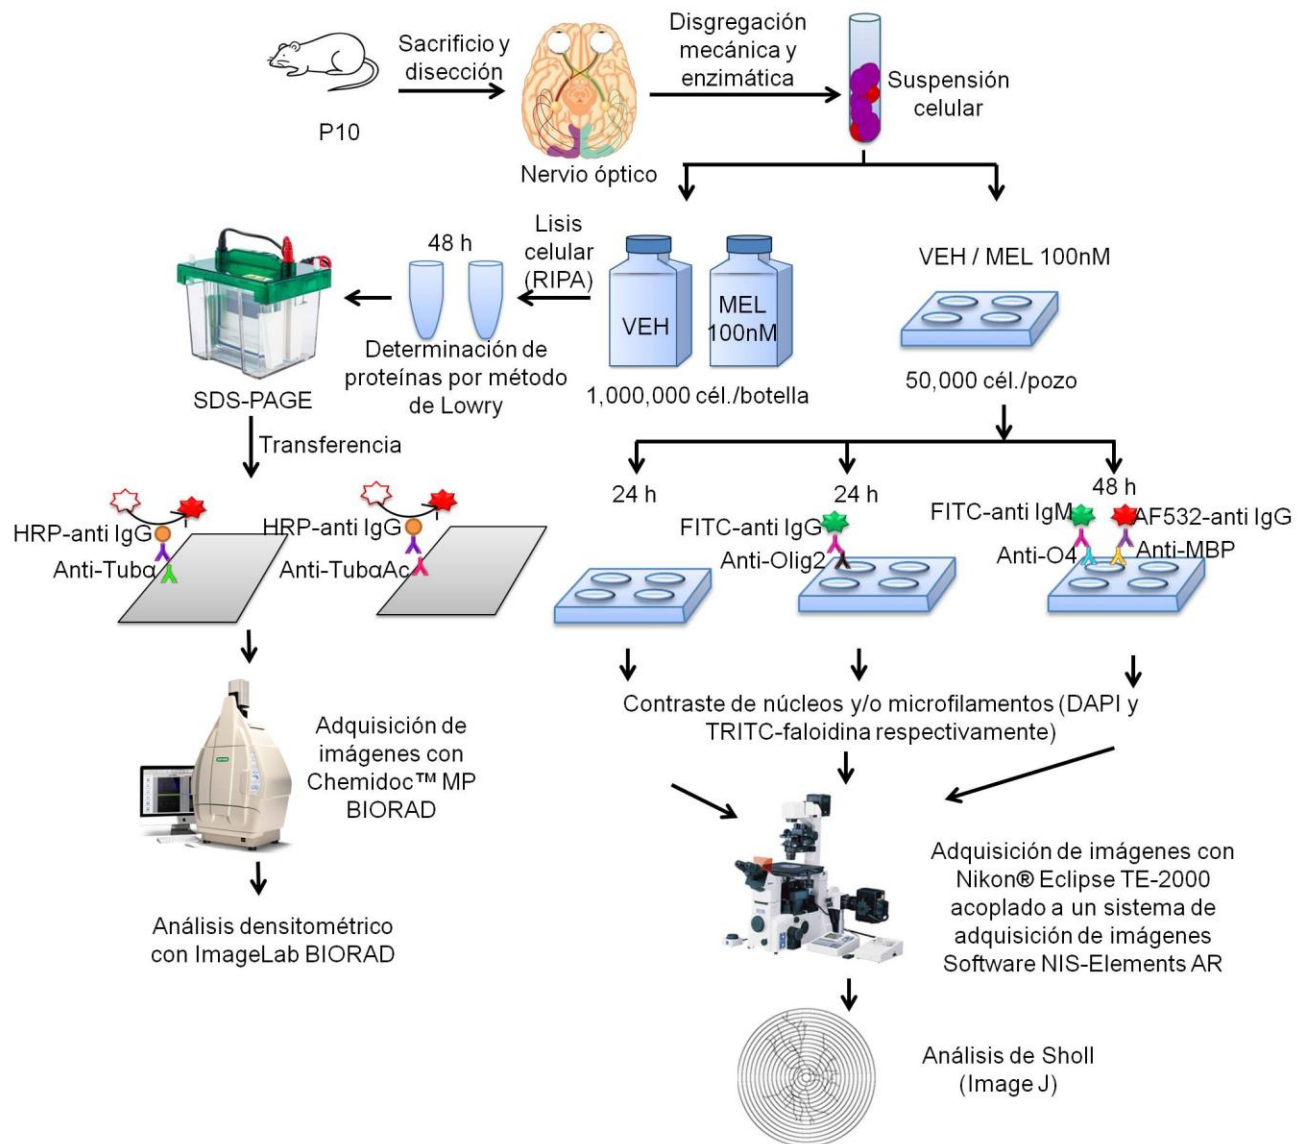 Sacrificio y
disección
P10
Nervio óptico
Disgregación
mecánica y
enzimática
Suspensión
celular
VEH
MEL
100nM
1,000,000 cél./botella
Lisis
celular
(RIPA)
48 h
Determinación de
proteínas por método
de Lowry
SDS-PAGE
Transferencia
HRP-anti IgG
Anti-Tubα
HRP-anti IgG
Anti-TubαAc
Adquisición de
imágenes con
Chemidoc™ MP
BIORAD
Análisis densitométrico
con ImageLab BIORAD
VEH / MEL 100nM
50,000 cél./pozo
24 h
24 h
FITC-anti IgG
Anti-Olig2
48 h
FITC-anti IgM
AF532-anti IgG
Anti-O4
Anti-MBP
Contraste de núcleos y/o microfilamentos (DAPI y
TRITC-faloidina respectivamente)
Adquisición de imágenes con
Nikon® Eclipse TE-2000
acoplado a un sistema de
adquisición de imágenes
Software NIS-Elements AR
Análisis de Sholl
(Image J)